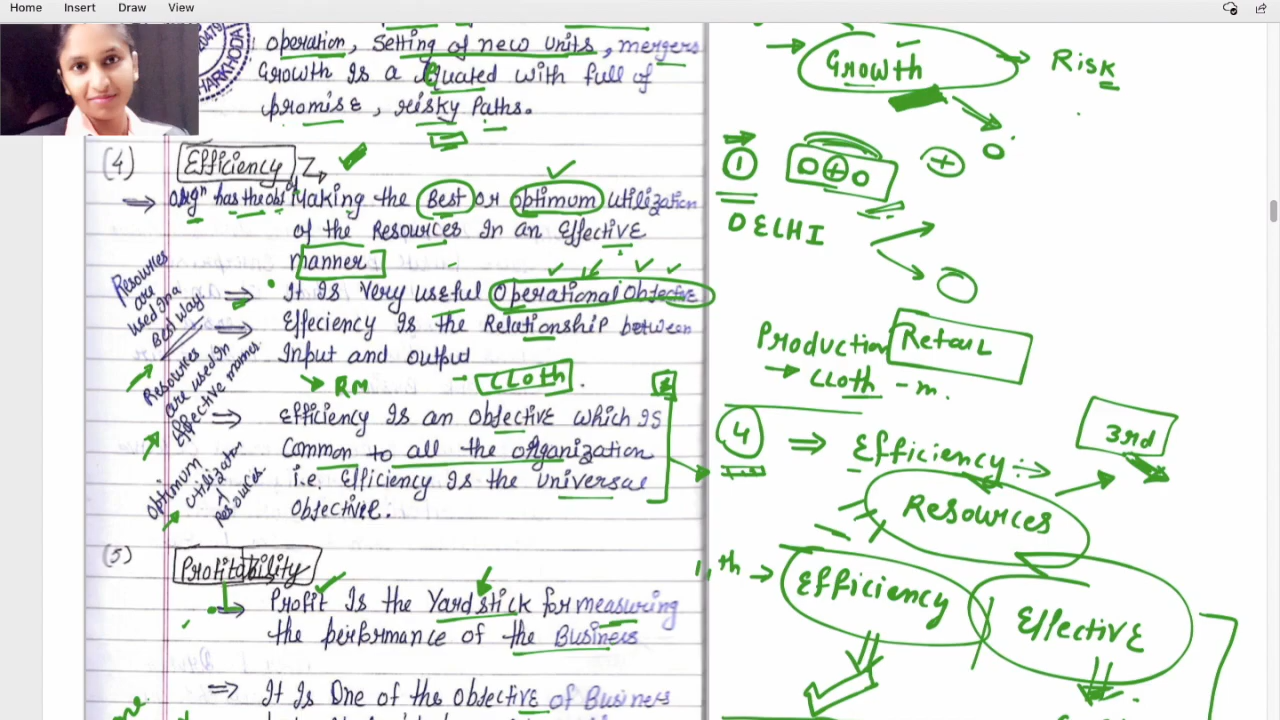 Home Insert Draw View
operation, Setting of new units, mergers
Growth Is a Equated with full of
promise, risky Paths.
(4) Efficiency
⇒ orgⁿ has the obj Making the Best or optimum utilization
of the Resources In an Effective
manner
⇒ It Is very useful Operational Objective
⇒ Effeciency Is the Relationship between
Input and output
→ RM → CLOTH.
⇒ Efficiency Is an objective which Is
Common to all the organization
i.e, Efficiency Is the universal
Objective.
Resources
are
used In a
Best way
Resources
are used In
Effective manner
Optimum
utilization
of
Resources.
(5) Profitability
⇒ Profit Is the Yardstick for measuring
the performance of the Business
⇒ It Is One of the objective of Business
→ Growth → Risk
① + 
DELHI
Production Retail
→ CLoth - m.
④ ⇒ Efficiency
3rd
Resources
Efficiency Effective